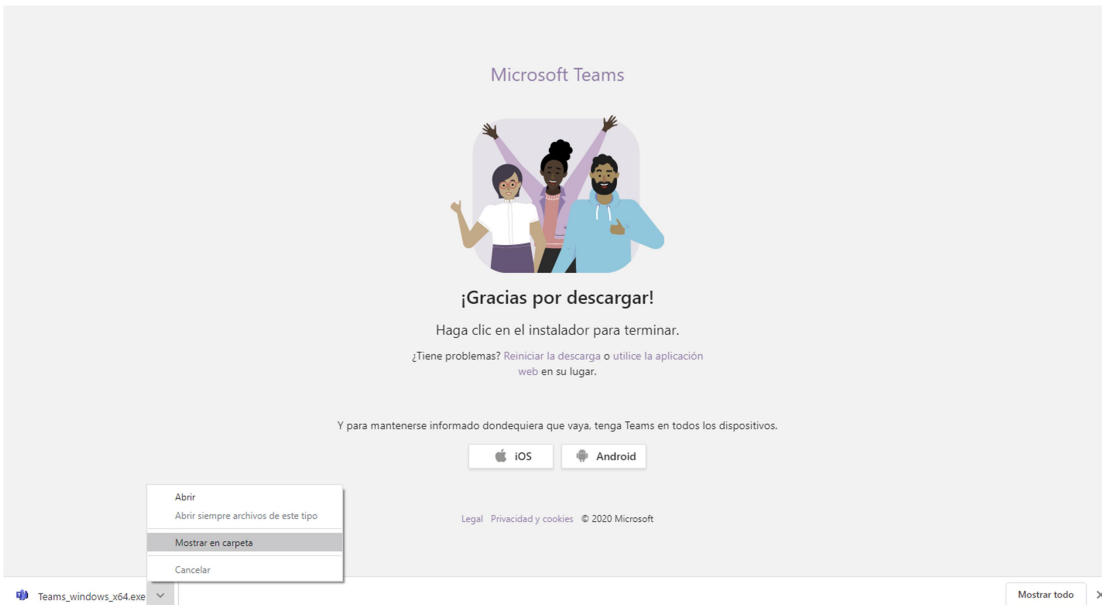 Microsoft Teams
¡Gracias por descargar!
Haga clic en el instalador para terminar.
¿Tiene problemas? Reiniciar la descarga o utilice la aplicación
web en su lugar.
Y para mantenerse informado dondequiera que vaya, tenga Teams en todos los dispositivos.
iOS Android
Abrir
Abrir siempre archivos de este tipo
Mostrar en carpeta
Cancelar
Legal Privacidad y cookies © 2020 Microsoft
Teams_windows_x64.exe Mostrar todo